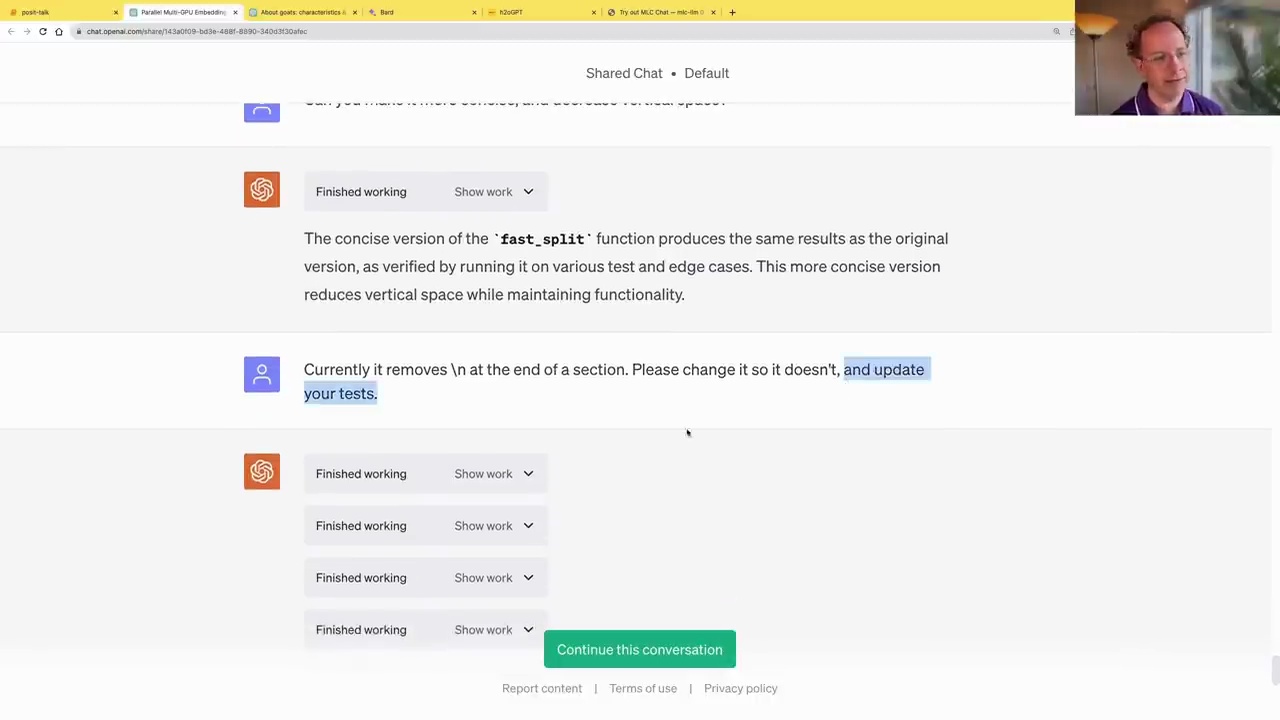 posit-talk
Parallel Multi-GPU Embedding
About goats: characteristics &
Bard
h2oGPT
Try out MLC Chat — mlc-llm 0
chat.openai.com/share/143a0f09-bd3e-488f-8890-340d3f30afec
Shared Chat • Default
Can you make it more concise, and decrease vertical space?
Finished working Show work
The concise version of the `fast_split` function produces the same results as the original
version, as verified by running it on various test and edge cases. This more concise version
reduces vertical space while maintaining functionality.
Currently it removes \n at the end of a section. Please change it so it doesn't, and update
your tests.
Finished working Show work
Finished working Show work
Finished working Show work
Finished working Show work
Continue this conversation
Report content | Terms of use | Privacy policy